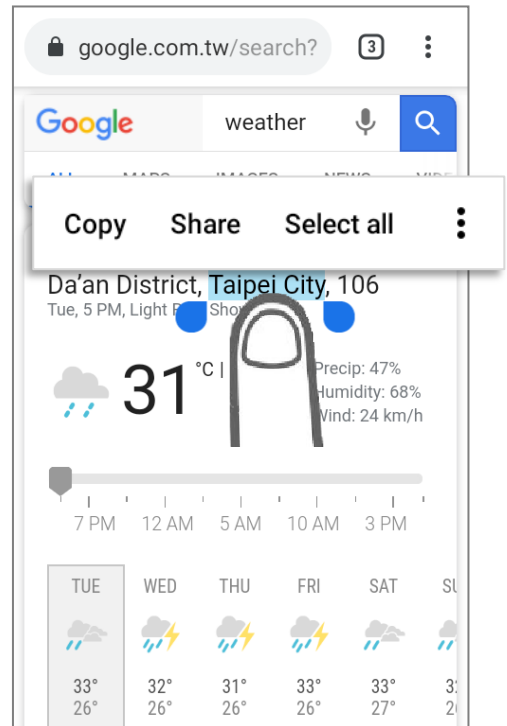 google.com.tw/search? 3
Google weather
Copy Share Select all
Da'an District, Taipei City, 106
Tue, 5 PM, Light
31 °C |
Precip: 47%
Humidity: 68%
Wind: 24 km/h
7 PM 12 AM 5 AM 10 AM 3 PM
TUE WED THU FRI SAT
33° 32° 31° 33° 33°
26° 26° 26° 26° 27°